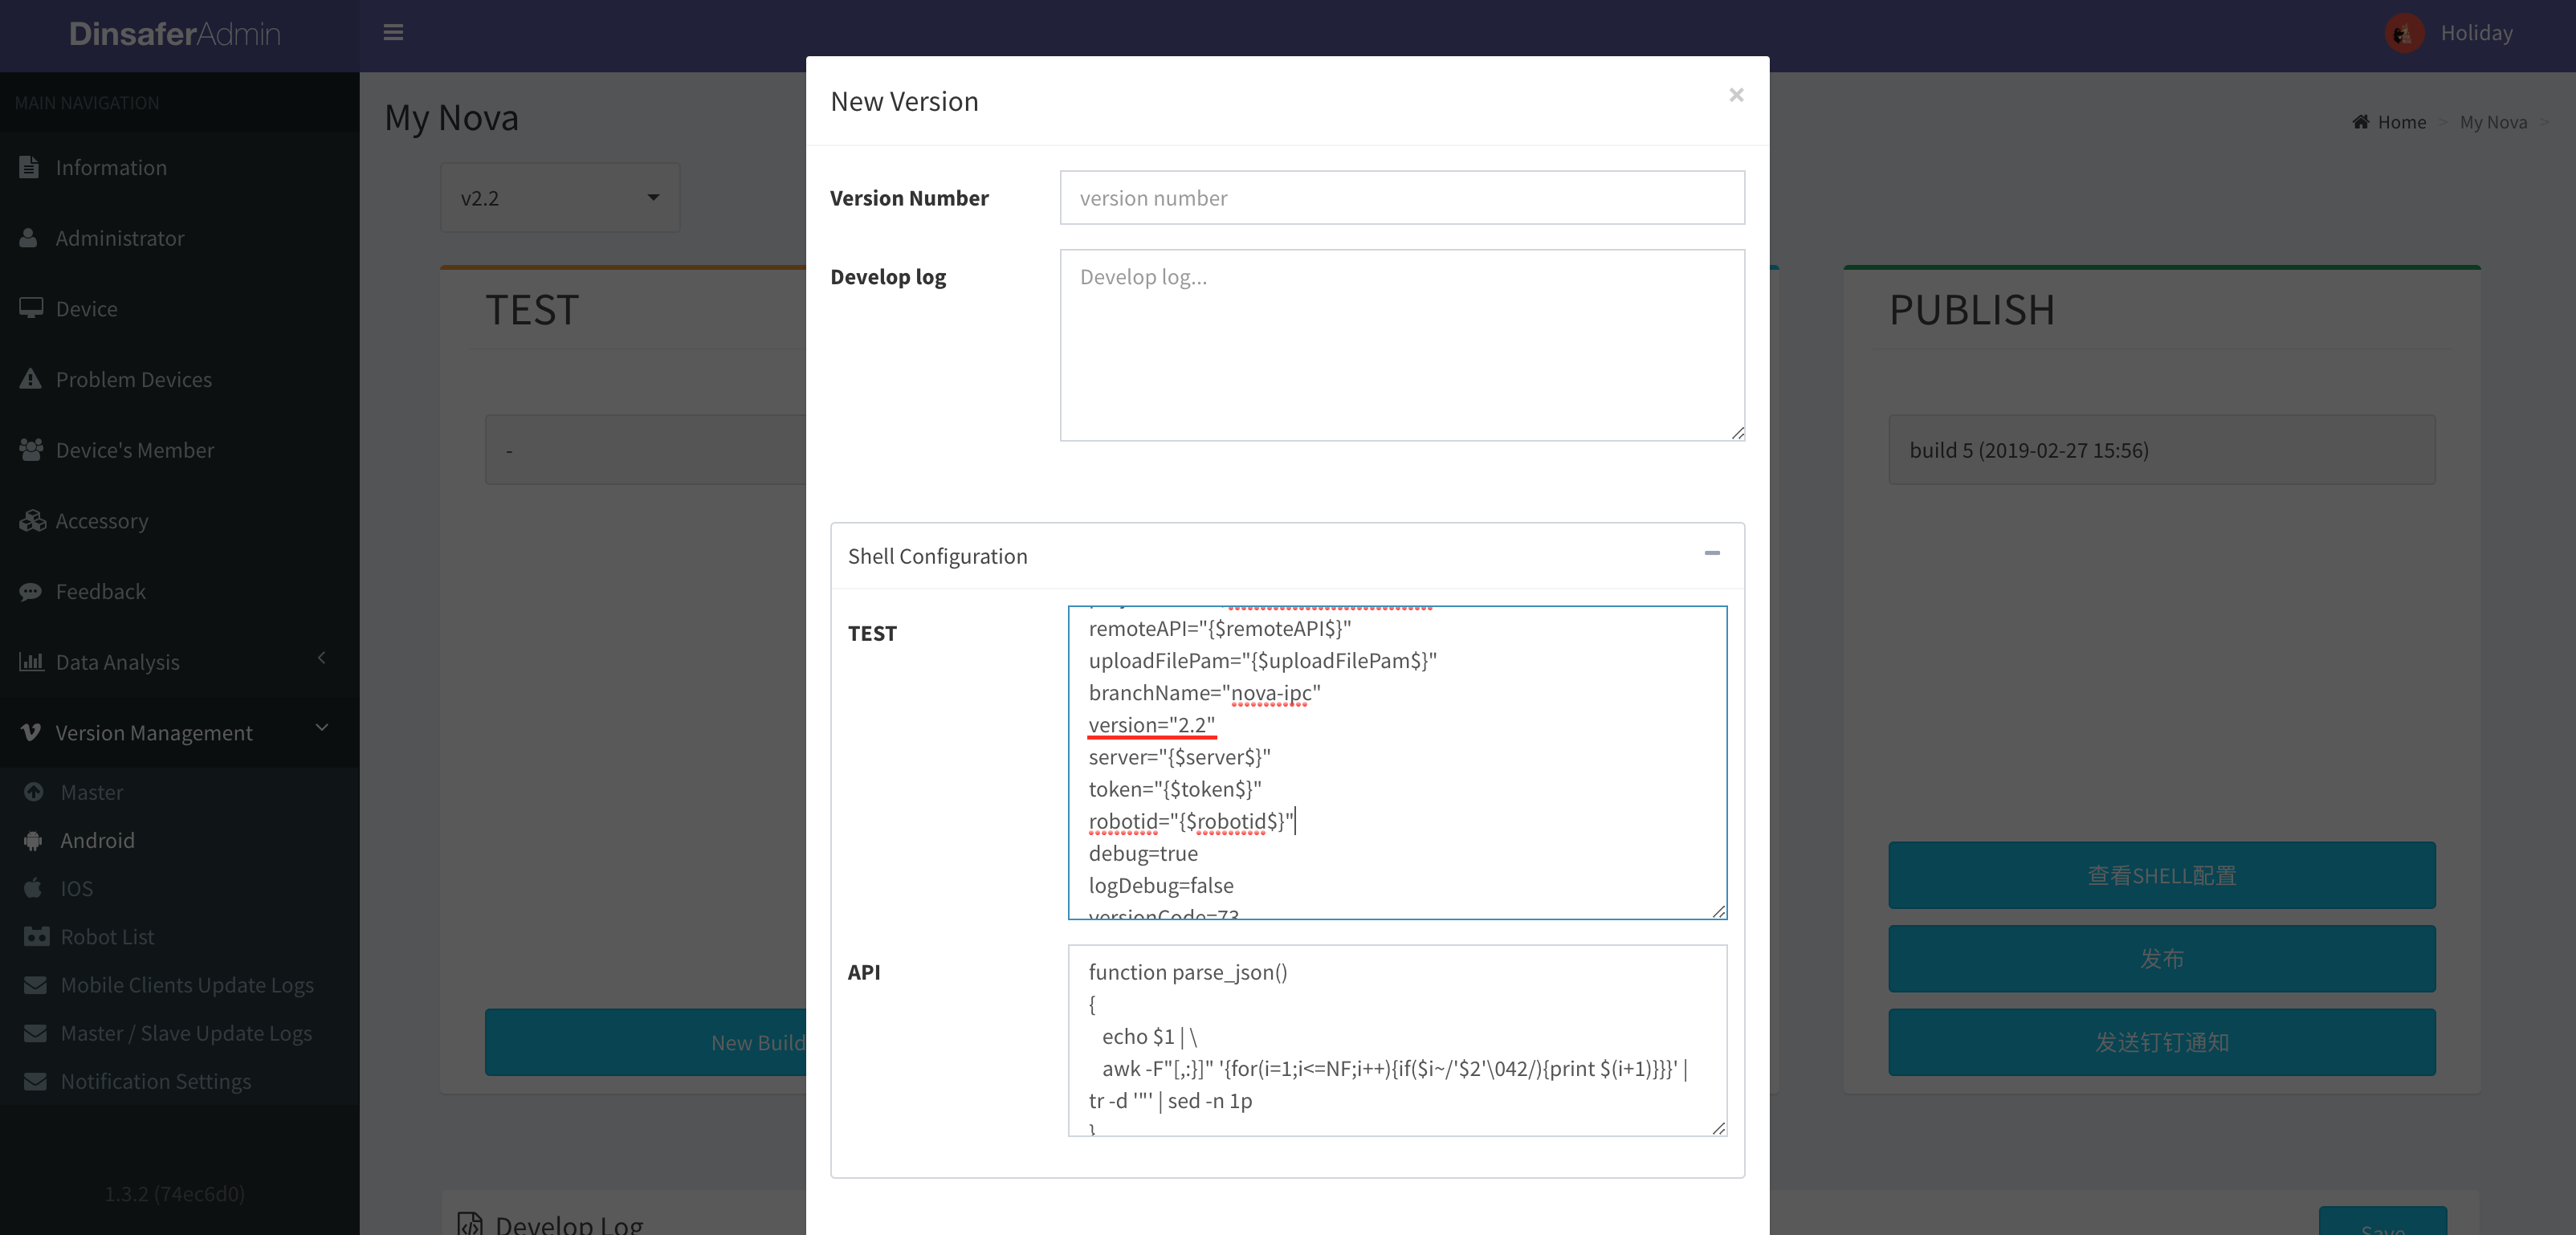 DinsaferAdmin
Holiday
MAIN NAVIGATION
Information
Administrator
Device
Problem Devices
Device's Member
Accessory
Feedback
Data Analysis
Version Management
Master
Android
IOS
Robot List
Mobile Clients Update Logs
Master / Slave Update Logs
Notification Settings
1.3.2 (74ec6d0)
My Nova
Home > My Nova >
v2.2
TEST
-
New Build
PUBLISH
build 5 (2019-02-27 15:56)
查看SHELL配置
发布
发送钉钉通知
Develop Log
Save
New Version
×
Version Number
version number
Develop log
Develop log...
Shell Configuration
TEST
remoteAPI="{$remoteAPI$}"
uploadFilePam="{$uploadFilePam$}"
branchName="nova-ipc"
version="2.2"
server="{$server$}"
token="{$token$}"
robotid="{$robotid$}"
debug=true
logDebug=false
versionCode=73
API
function parse_json()
{
echo $1 | \
awk -F"[,:}]" '{for(i=1;i<=NF;i++){if($i~/'$2'\042/){print $(i+1)}}}' |
tr -d '"' | sed -n 1p
}